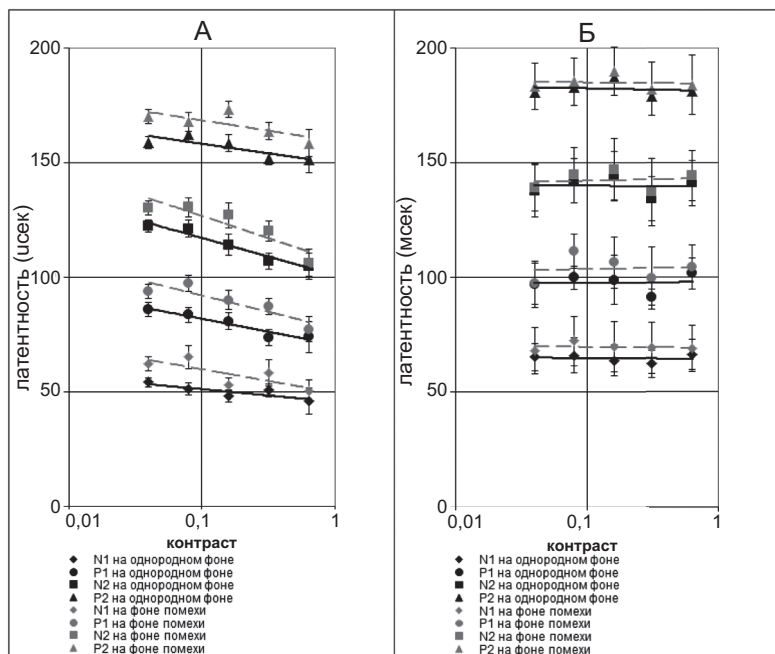 А
200
150
100
50
0
0,01
0,1
1
латентность (uсек)
контраст
N1 на однородном фоне
P1 на однородном фоне
N2 на однородном фоне
P2 на однородном фоне
N1 на фоне помехи
P1 на фоне помехи
N2 на фоне помехи
P2 на фоне помехи
Б
200
150
100
50
0
0,01
0,1
1
латентность (мсек)
контраст
N1 на однородном фоне
P1 на однородном фоне
N2 на однородном фоне
P2 на однородном фоне
N1 на фоне помехи
P1 на фоне помехи
N2 на фоне помехи
P2 на фоне помехи